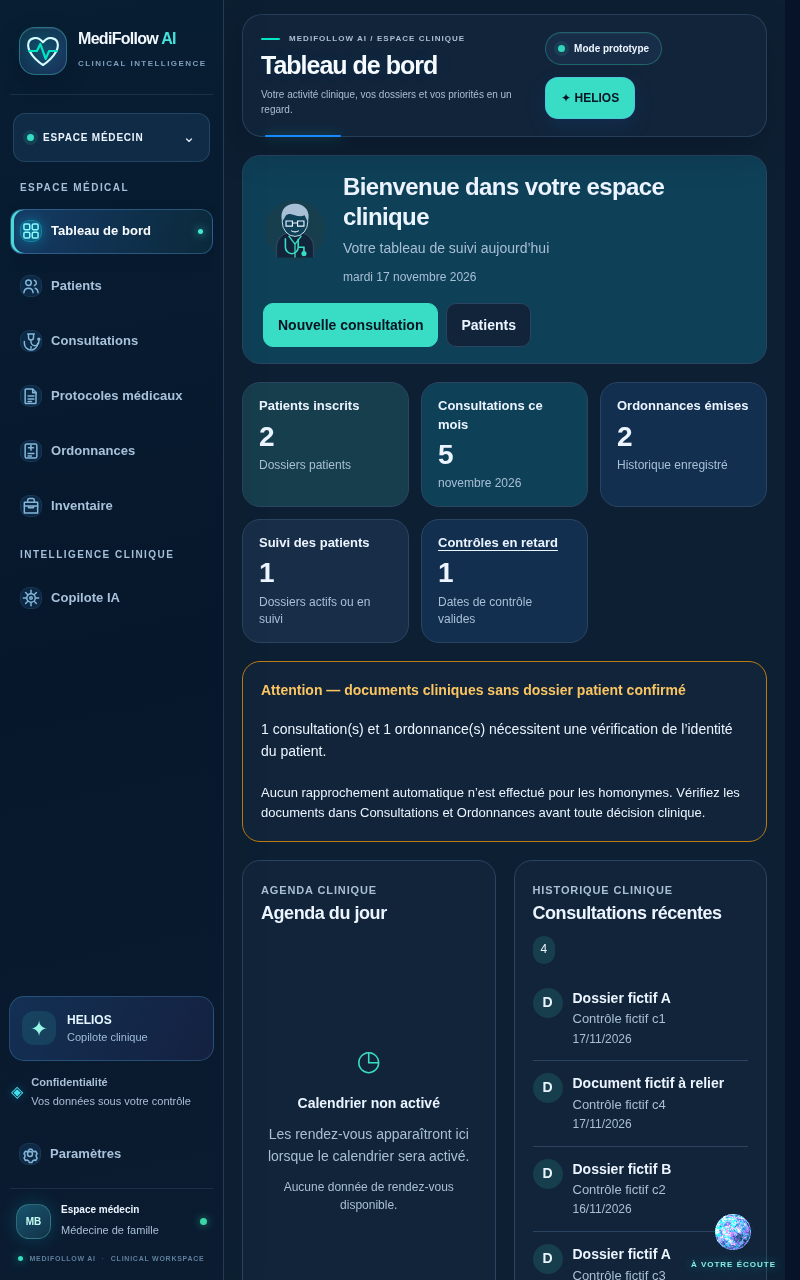 MediFollow AI
CLINICAL INTELLIGENCE
ESPACE MÉDECIN
ESPACE MÉDICAL
Tableau de bord
Patients
Consultations
Protocoles médicaux
Ordonnances
Inventaire
INTELLIGENCE CLINIQUE
Copilote IA
HELIOS
Copilote clinique
Confidentialité
Vos données sous votre contrôle
Paramètres
MB
Espace médecin
Médecine de famille
MEDIFOLLOW AI · CLINICAL WORKSPACE
MEDIFOLLOW AI / ESPACE CLINIQUE
Tableau de bord
Votre activité clinique, vos dossiers et vos priorités en un
regard.
Mode prototype
✦ HELIOS
Bienvenue dans votre espace
clinique
Votre tableau de suivi aujourd’hui
mardi 17 novembre 2026
Nouvelle consultation
Patients
Patients inscrits
2
Dossiers patients
Consultations ce
mois
5
novembre 2026
Ordonnances émises
2
Historique enregistré
Suivi des patients
1
Dossiers actifs ou en
suivi
Contrôles en retard
1
Dates de contrôle
valides
Attention — documents cliniques sans dossier patient confirmé
1 consultation(s) et 1 ordonnance(s) nécessitent une vérification de l’identité
du patient.
Aucun rapprochement automatique n’est effectué pour les homonymes. Vérifiez les
documents dans Consultations et Ordonnances avant toute décision clinique.
AGENDA CLINIQUE
Agenda du jour
Calendrier non activé
Les rendez-vous apparaîtront ici
lorsque le calendrier sera activé.
Aucune donnée de rendez-vous
disponible.
HISTORIQUE CLINIQUE
Consultations récentes
4
D
Dossier fictif A
Contrôle fictif c1
17/11/2026
D
Document fictif à relier
Contrôle fictif c4
17/11/2026
D
Dossier fictif B
Contrôle fictif c2
16/11/2026
D
Dossier fictif A
Contrôle fictif c3
À VOTRE ÉCOUTE